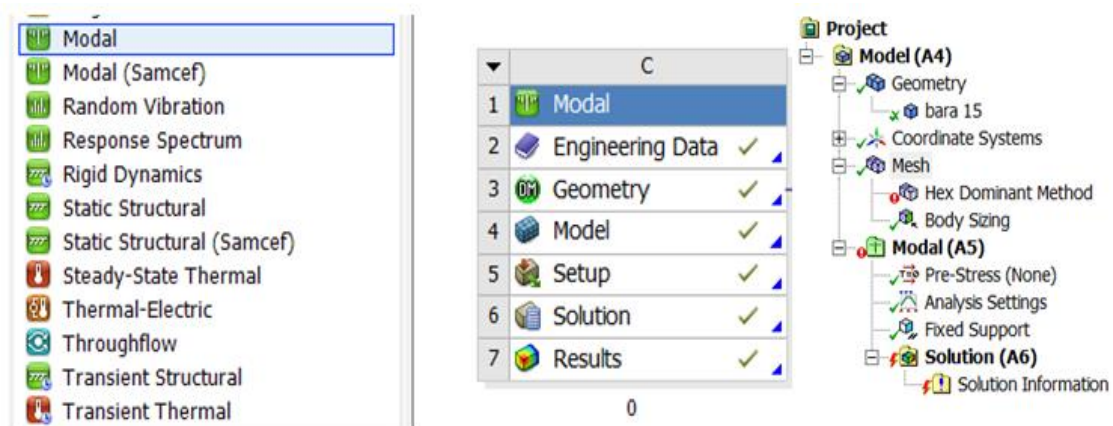 Modal
Modal (Samcef)
Random Vibration
Response Spectrum
Rigid Dynamics
Static Structural
Static Structural (Samcef)
Steady-State Thermal
Thermal-Electric
Throughflow
Transient Structural
Transient Thermal
C
1 Modal
2 Engineering Data
3 Geometry
4 Model
5 Setup
6 Solution
7 Results
0
Project
Model (A4)
Geometry
bara 15
Coordinate Systems
Mesh
Hex Dominant Method
Body Sizing
Modal (A5)
Pre-Stress (None)
Analysis Settings
Fixed Support
Solution (A6)
Solution Information